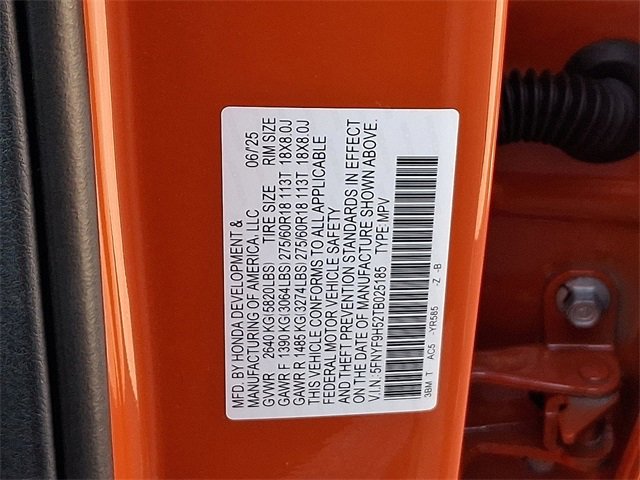 MFD. BY HONDA DEVELOPMENT &
MANUFACTURING OF AMERICA, LLC 06/25
GVWR 2640 KG(5820LBS) TIRE SIZE RIM SIZE
GAWR F 1390 KG(3064LBS) 275/60R18 113T 18X8.0J
GAWR R 1485 KG(3274LBS) 275/60R18 113T 18X8.0J
THIS VEHICLE CONFORMS TO ALL APPLICABLE
FEDERAL MOTOR VEHICLE SAFETY
AND THEFT PREVENTION STANDARDS IN EFFECT
ON THE DATE OF MANUFACTURE SHOWN ABOVE.
V.I.N.: 5FNYF9H52TB025185 TYPE: MPV
3BM T AC5 -YR585 -Z -B